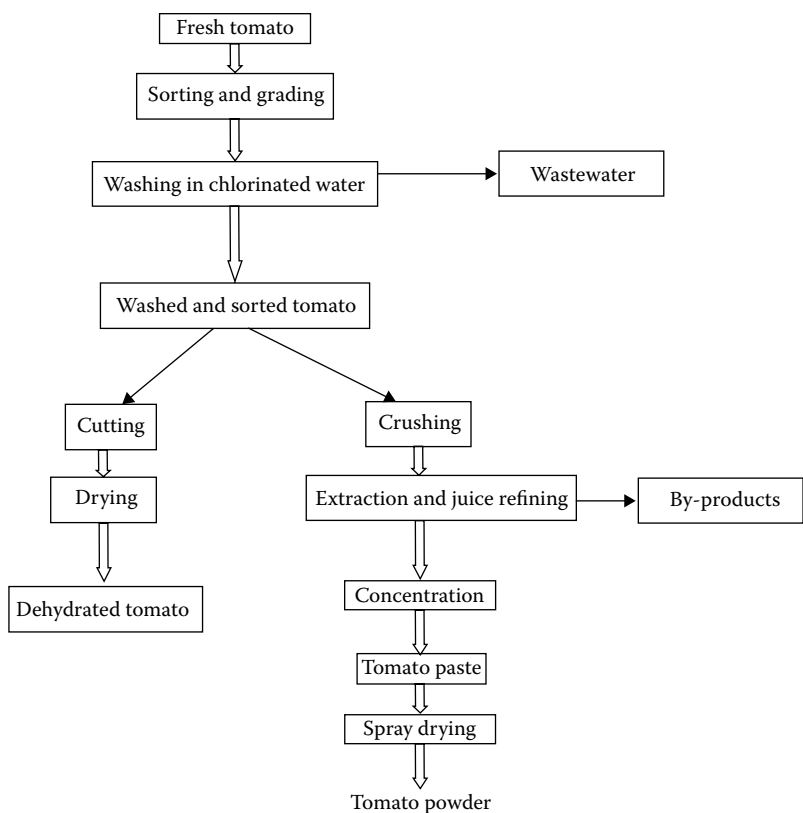 Fresh tomato
Sorting and grading
Washing in chlorinated water
Wastewater
Washed and sorted tomato
Cutting
Crushing
Drying
Extraction and juice refining
By-products
Dehydrated tomato
Concentration
Tomato paste
Spray drying
Tomato powder